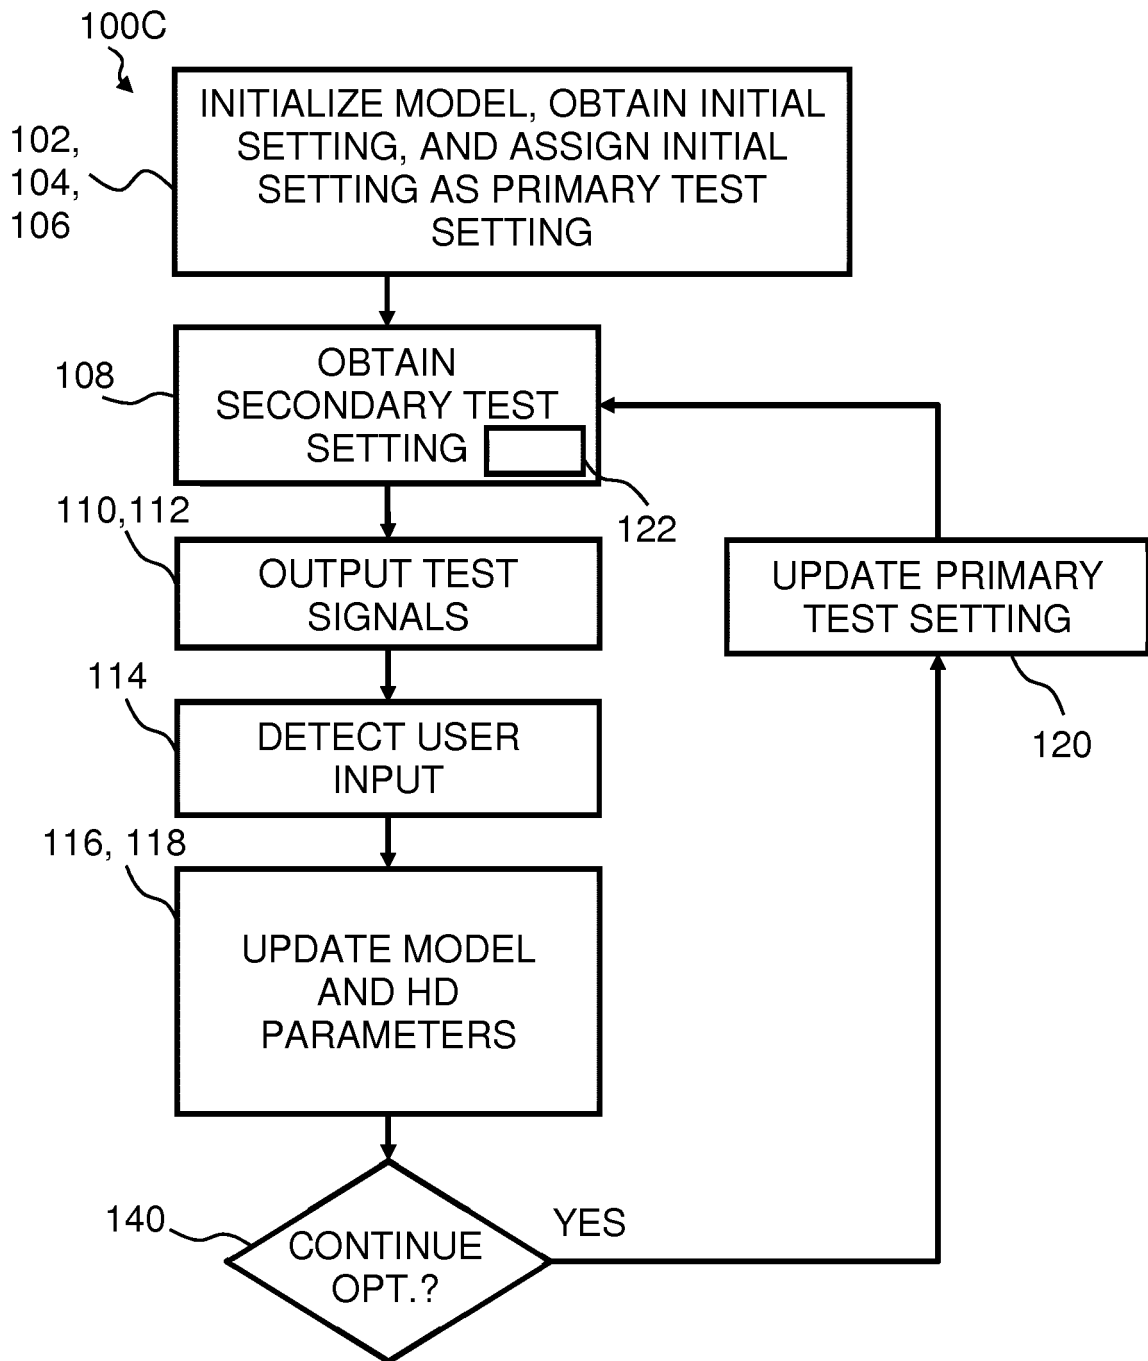 100C
INITIALIZE MODEL, OBTAIN INITIAL
SETTING, AND ASSIGN INITIAL
SETTING AS PRIMARY TEST
SETTING
102,
104,
106
OBTAIN
SECONDARY TEST
SETTING
108
122
110,112
OUTPUT TEST
SIGNALS
UPDATE PRIMARY
TEST SETTING
120
114
DETECT USER
INPUT
116, 118
UPDATE MODEL
AND HD
PARAMETERS
140
CONTINUE
OPT.?
YES